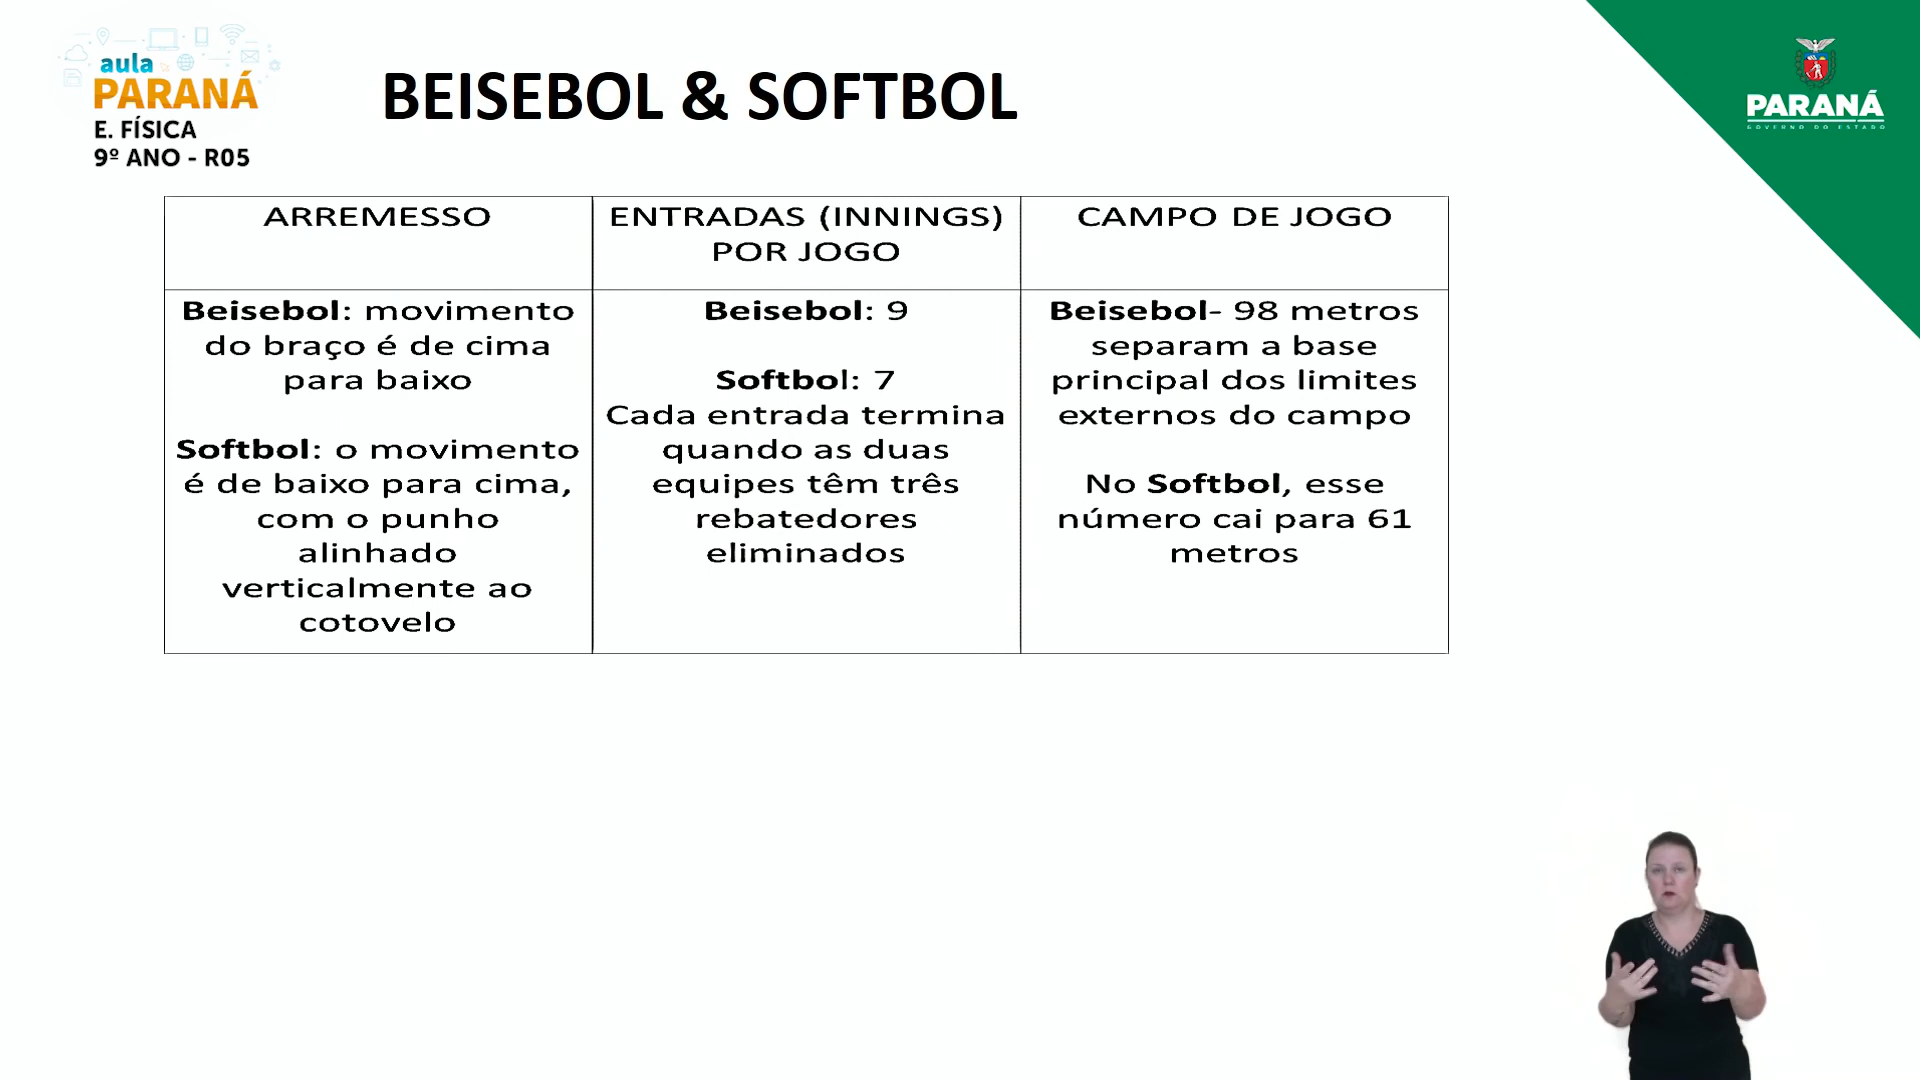 aula
PARANÁ
E. FÍSICA
9º ANO - R05
BEISEBOL & SOFTBOL
PARANÁ
GOVERNO DO ESTADO
ARREMESSO
ENTRADAS (INNINGS)
POR JOGO
CAMPO DE JOGO
Beisebol: movimento
do braço é de cima
para baixo
Softbol: o movimento
é de baixo para cima,
com o punho
alinhado
verticalmente ao
cotovelo
Beisebol: 9
Softbol: 7
Cada entrada termina
quando as duas
equipes têm três
rebatedores
eliminados
Beisebol- 98 metros
separam a base
principal dos limites
externos do campo
No Softbol, esse
número cai para 61
metros